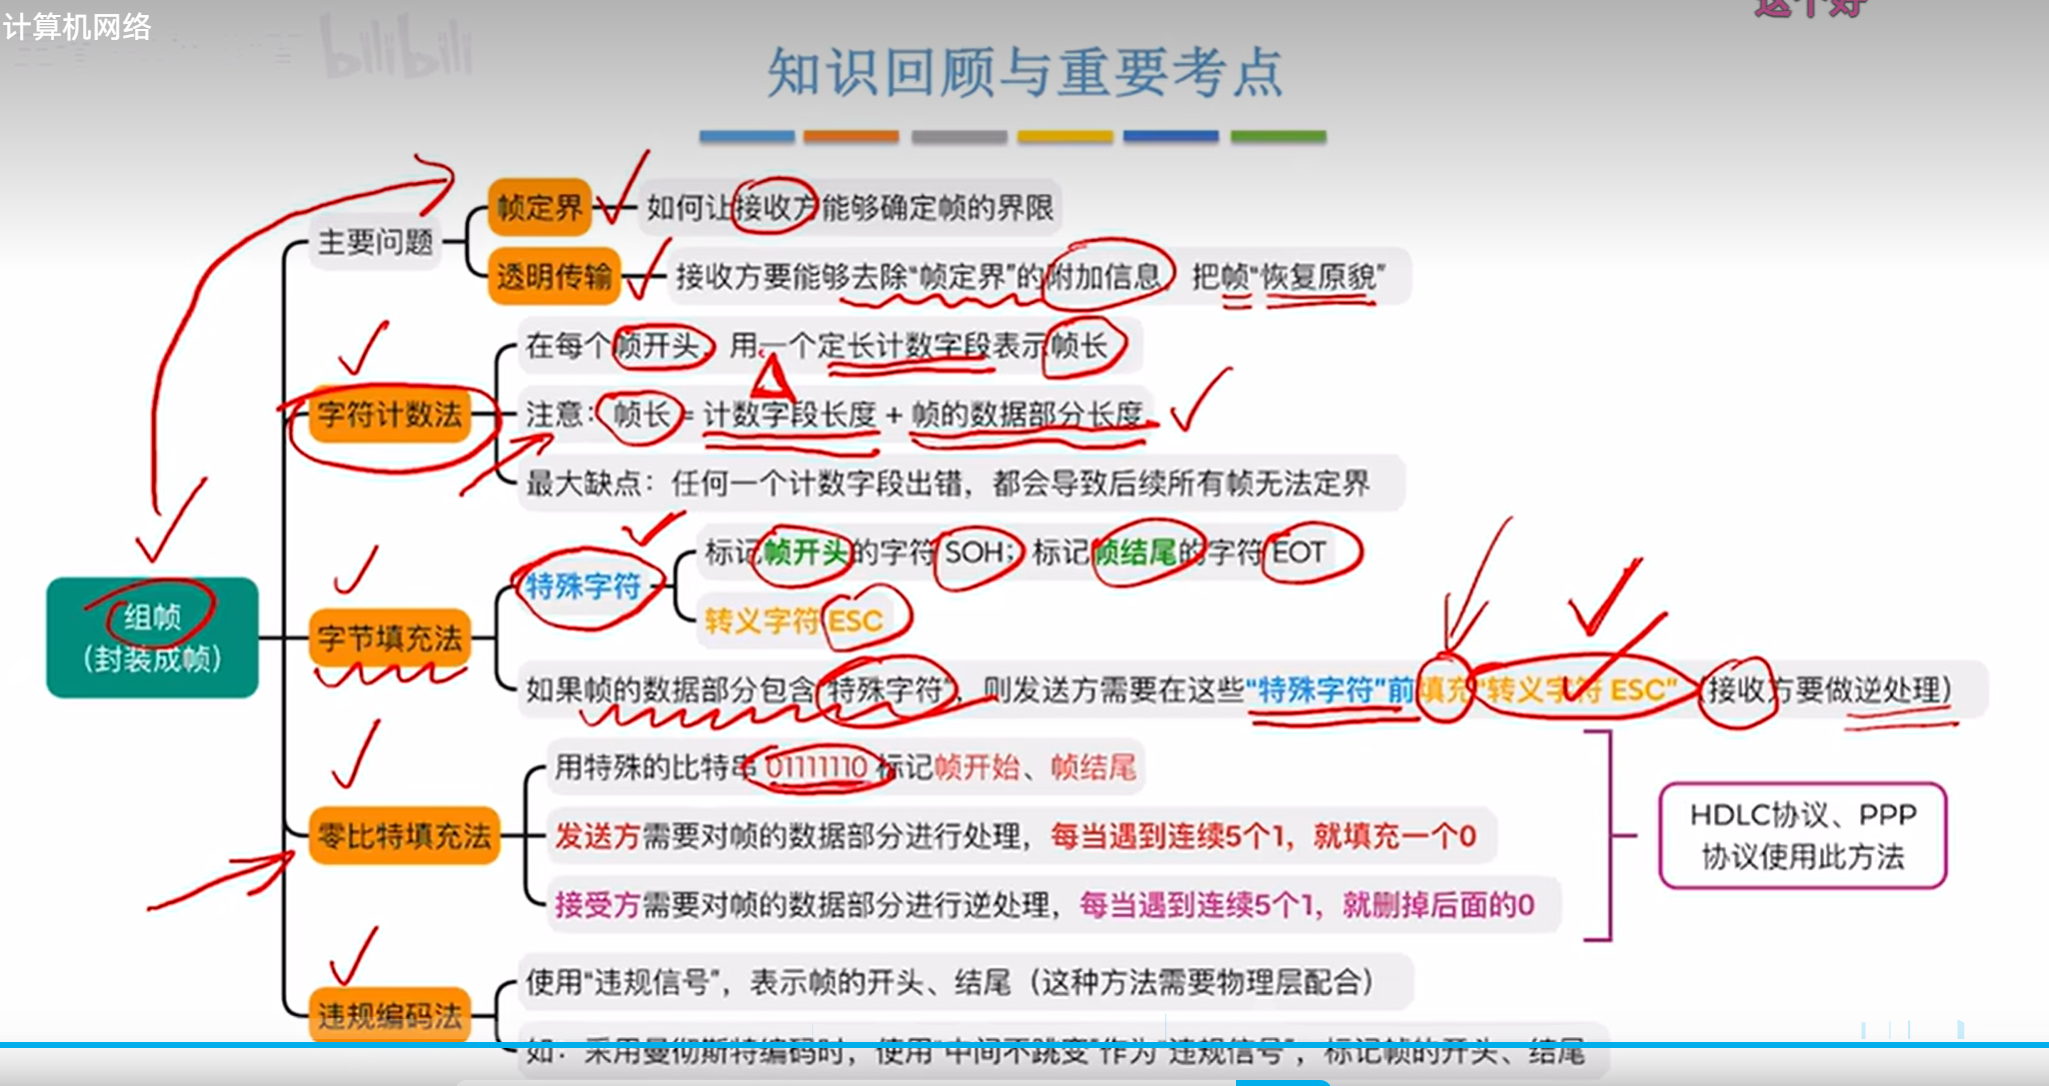 计算机网络
这个好
bilibili
知识回顾与重要考点
主要问题
帧定界
如何让接收方能够确定帧的界限
透明传输
接收方要能够去除“帧定界”的附加信息，把帧“恢复原貌”
字符计数法
在每个帧开头，用一个定长计数字段表示帧长
注意：帧长 = 计数字段长度 + 帧的数据部分长度
最大缺点：任何一个计数字段出错，都会导致后续所有帧无法定界
组帧
（封装成帧）
字节填充法
特殊字符
标记帧开头的字符 SOH；标记帧结尾的字符 EOT
转义字符 ESC
如果帧的数据部分包含“特殊字符”，则发送方需要在这些“特殊字符”前填充“转义字符 ESC”（接收方要做逆处理）
零比特填充法
用特殊的比特串 01111110 标记帧开始、帧结尾
发送方需要对帧的数据部分进行处理，每当遇到连续5个1，就填充一个0
接受方需要对帧的数据部分进行逆处理，每当遇到连续5个1，就删掉后面的0
HDLC协议、PPP
协议使用此方法
违规编码法
使用“违规信号”，表示帧的开头、结尾（这种方法需要物理层配合）
如：采用曼彻斯特编码时，使用“中间不跳变”作为“违规信号”，标记帧的开头、结尾